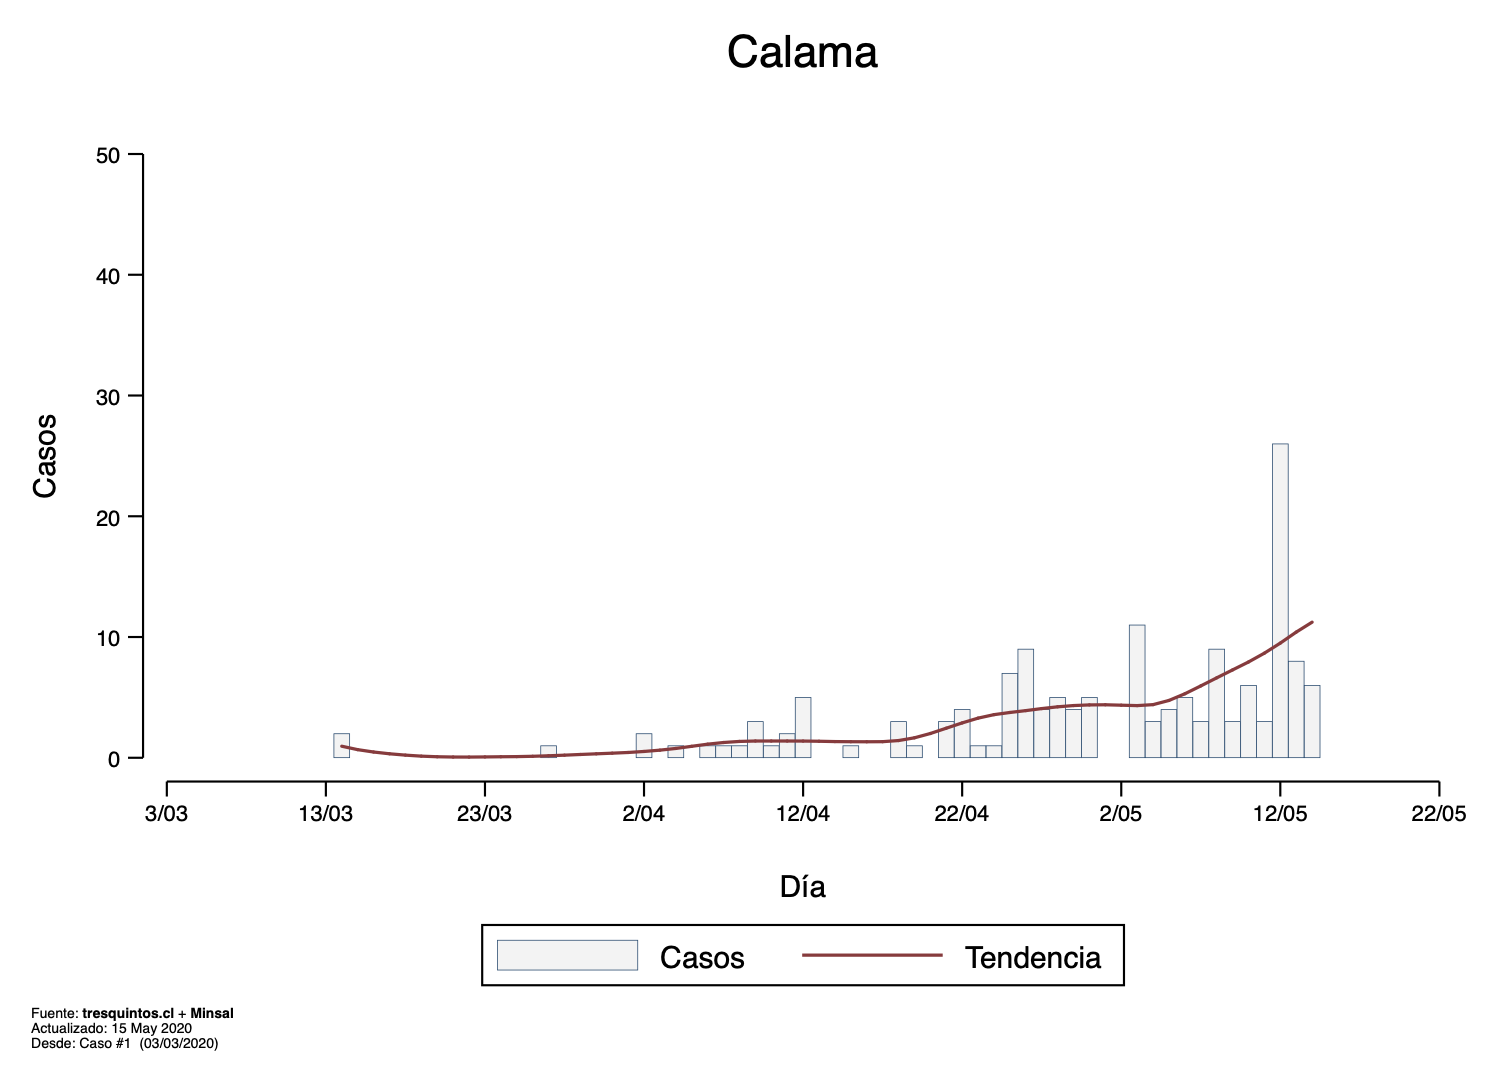 Calama
50
40
30
20
10
0
Casos
3/03 13/03 23/03 2/04 12/04 22/04 2/05 12/05 22/05
Día
Casos Tendencia
Fuente: tresquintos.cl + Minsal
Actualizado: 15 May 2020
Desde: Caso #1 (03/03/2020)